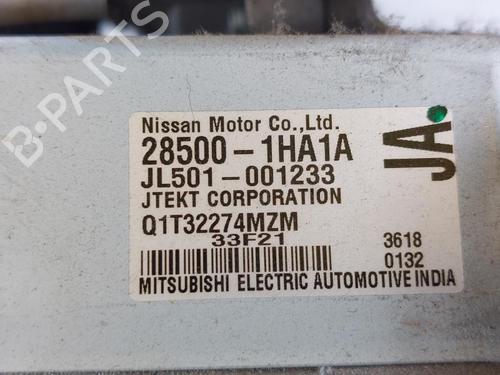 Nissan Motor Co.,Ltd.
28500-1HA1A
JA
JL501-001233
JTEKT CORPORATION
Q1T32274MZM
33F21
3618
0132
MITSUBISHI ELECTRIC AUTOMOTIVE INDIA
B-PARTS